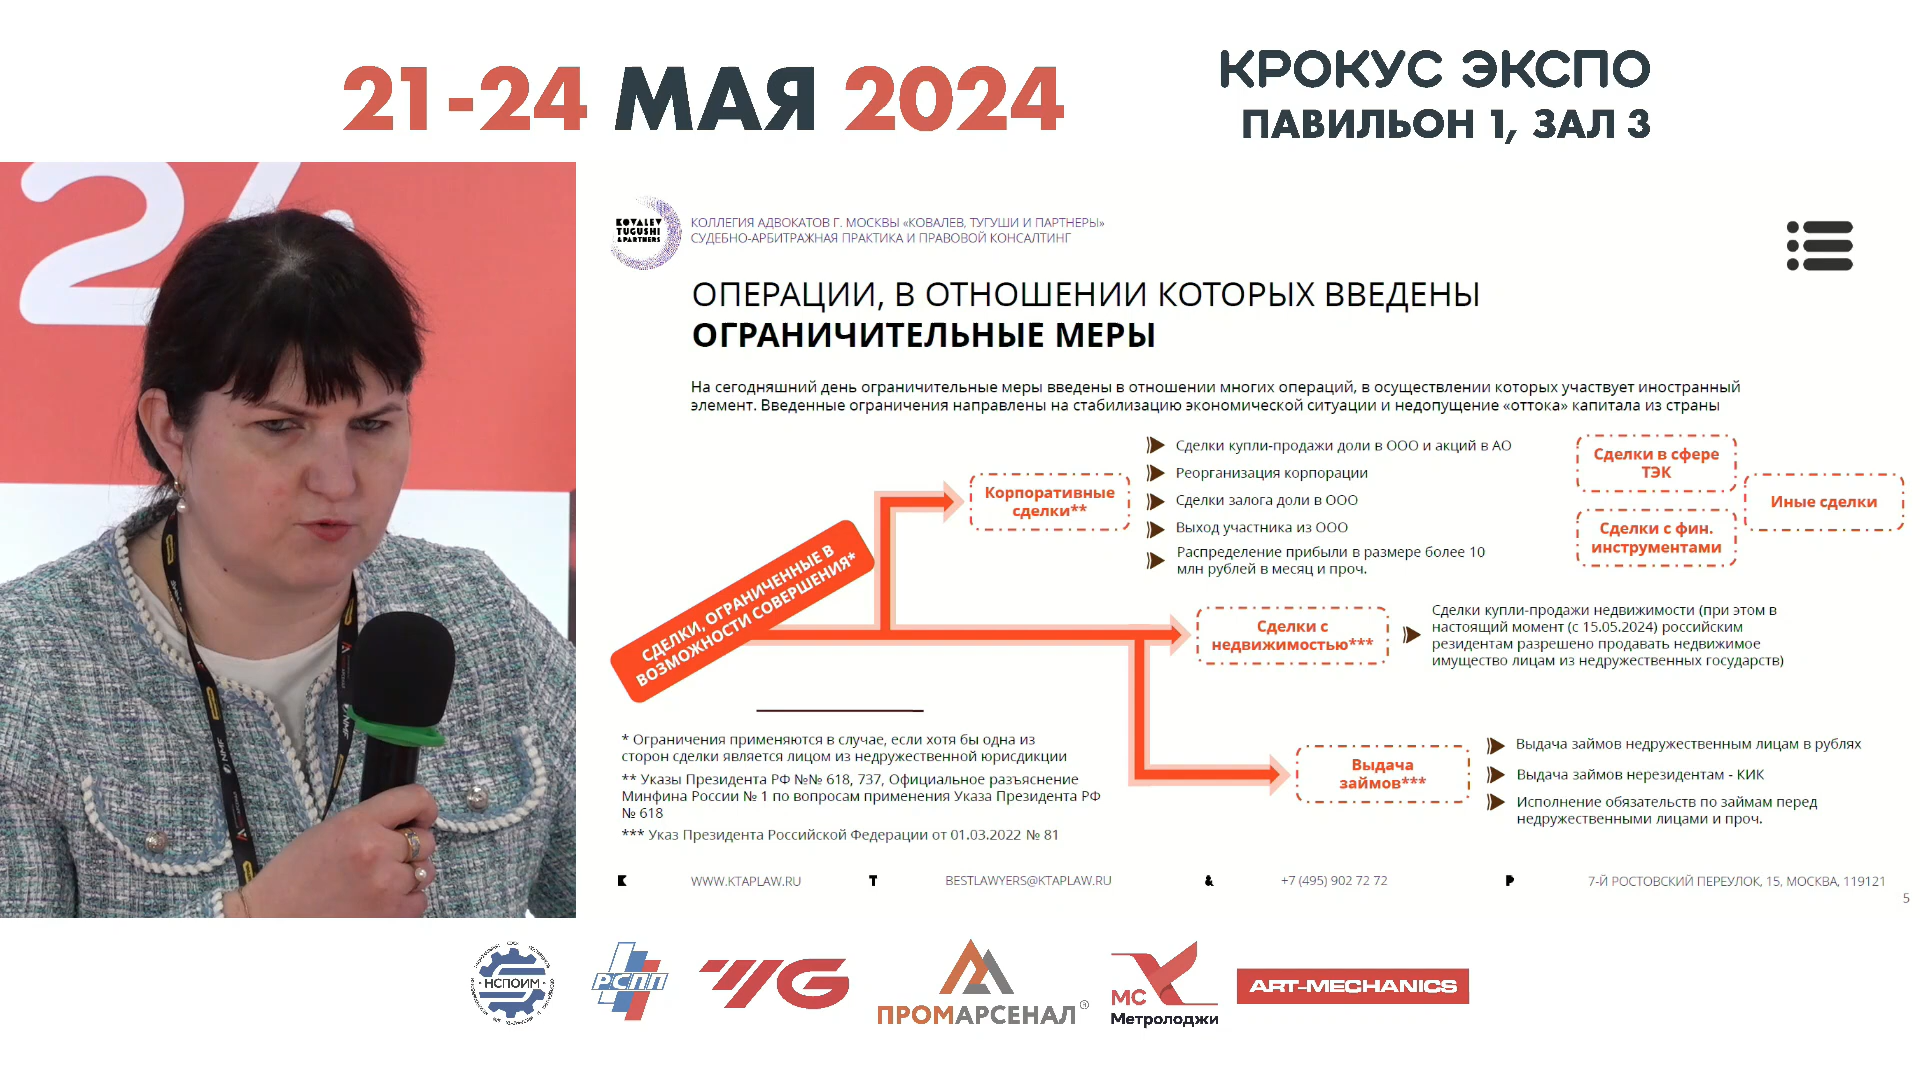 21-24 МАЯ 2024
КРОКУС ЭКСПО
ПАВИЛЬОН 1, ЗАЛ 3
24
KOVALEV
TUGUSHI
& PARTNERS
КОЛЛЕГИЯ АДВОКАТОВ Г. МОСКВЫ «КОВАЛЕВ, ТУГУШИ И ПАРТНЕРЫ»
СУДЕБНО-АРБИТРАЖНАЯ ПРАКТИКА И ПРАВОВОЙ КОНСАЛТИНГ
ОПЕРАЦИИ, В ОТНОШЕНИИ КОТОРЫХ ВВЕДЕНЫ
ОГРАНИЧИТЕЛЬНЫЕ МЕРЫ
На сегодняшний день ограничительные меры введены в отношении многих операций, в осуществлении которых участвует иностранный
элемент. Введенные ограничения направлены на стабилизацию экономической ситуации и недопущение «оттока» капитала из страны
СДЕЛКИ, ОГРАНИЧЕННЫЕ В
ВОЗМОЖНОСТИ СОВЕРШЕНИЯ*
Корпоративные
сделки**
Сделки купли-продажи доли в ООО и акций в АО
Реорганизация корпорации
Сделки залога доли в ООО
Выход участника из ООО
Распределение прибыли в размере более 10
млн рублей в месяц и проч.
Сделки в сфере
ТЭК
Сделки с фин.
инструментами
Иные сделки
Сделки с
недвижимостью***
Сделки купли-продажи недвижимости (при этом в
настоящий момент (с 15.05.2024) российским
резидентам разрешено продавать недвижимое
имущество лицам из недружественных государств)
Выдача
займов***
Выдача займов недружественным лицам в рублях
Выдача займов нерезидентам - КИК
Исполнение обязательств по займам перед
недружественными лицами и проч.
* Ограничения применяются в случае, если хотя бы одна из
сторон сделки является лицом из недружественной юрисдикции
** Указы Президента РФ №№ 618, 737, Официальное разъяснение
Минфина России № 1 по вопросам применения Указа Президента РФ
№ 618
*** Указ Президента Российской Федерации от 01.03.2022 № 81
K WWW.KTAPLAW.RU T BESTLAWYERS@KTAPLAW.RU & +7 (495) 902 72 72 P 7-Й РОСТОВСКИЙ ПЕРЕУЛОК, 15, МОСКВА, 119121
5
НСПОИМ
РСПП
YG
ПРОМАРСЕНАЛ®
МС
Метролоджи
ART-MECHANICS